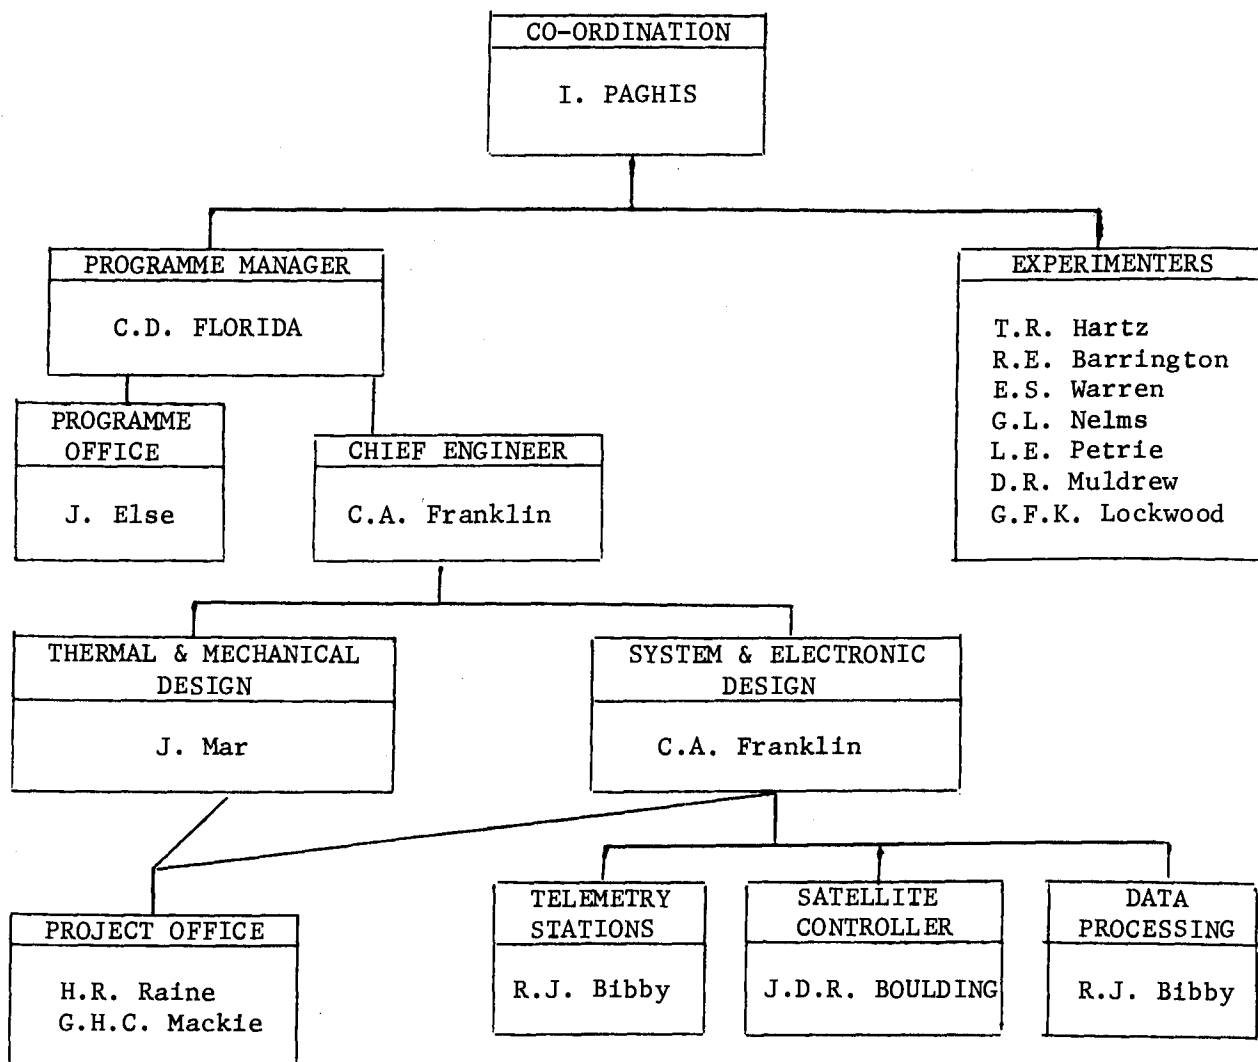 CO-ORDINATION
I. PAGHIS
PROGRAMME MANAGER
C.D. FLORIDA
EXPERIMENTERS
T.R. Hartz
R.E. Barrington
E.S. Warren
G.L. Nelms
L.E. Petrie
D.R. Muldrew
G.F.K. Lockwood
PROGRAMME
OFFICE
J. Else
CHIEF ENGINEER
C.A. Franklin
THERMAL & MECHANICAL
DESIGN
J. Mar
SYSTEM & ELECTRONIC
DESIGN
C.A. Franklin
PROJECT OFFICE
H.R. Raine
G.H.C. Mackie
TELEMETRY
STATIONS
R.J. Bibby
SATELLITE
CONTROLLER
J.D.R. BOULDING
DATA
PROCESSING
R.J. Bibby